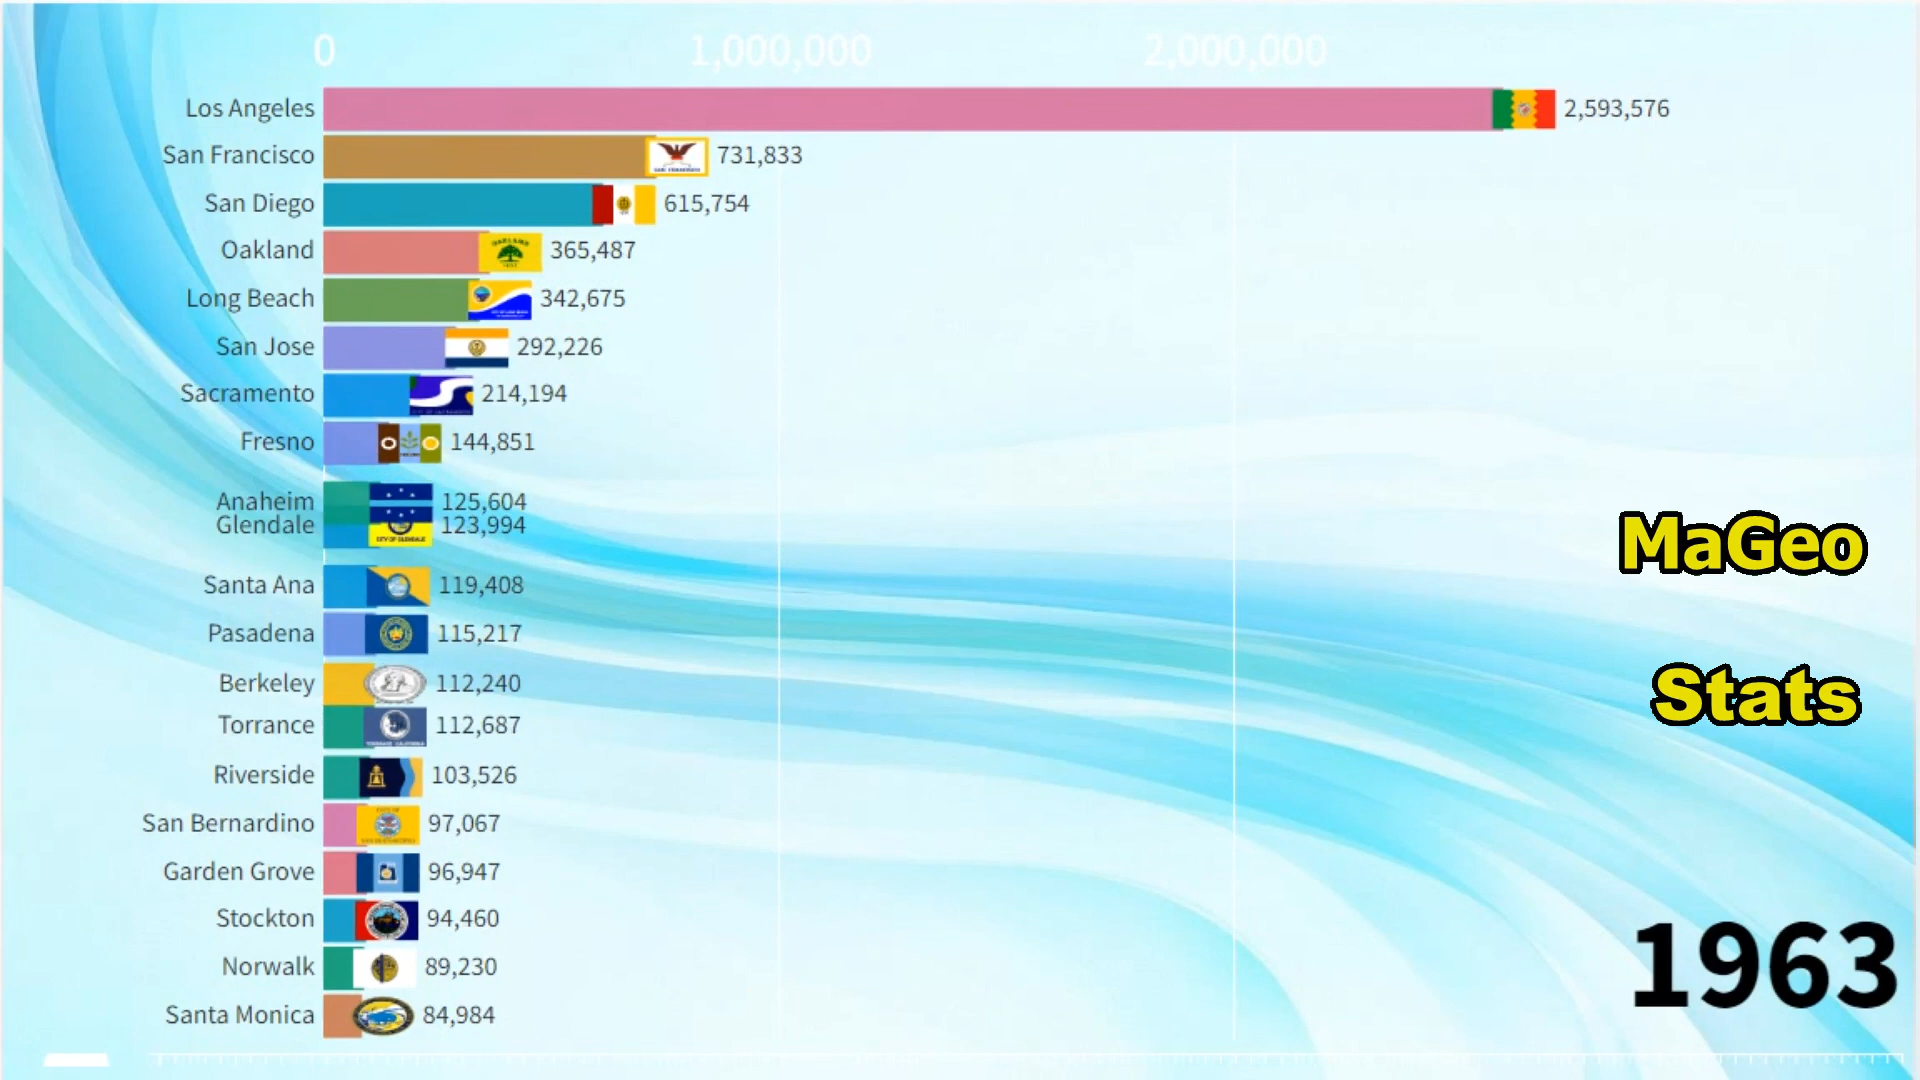 0 1,000,000 2,000,000
Los Angeles 2,593,576
San Francisco 731,833
San Diego 615,754
OAKLAND
Oakland 365,487
Long Beach 342,675
San Jose 292,226
Sacramento 214,194
Fresno 144,851
Anaheim 125,604
Glendale 123,994
CITY OF GLENDALE
Santa Ana 119,408
Pasadena 115,217
Berkeley 112,240
Torrance 112,687
Riverside 103,526
San Bernardino 97,067
Garden Grove 96,947
Stockton 94,460
Norwalk 89,230
Santa Monica 84,984
MaGeo
Stats
1963